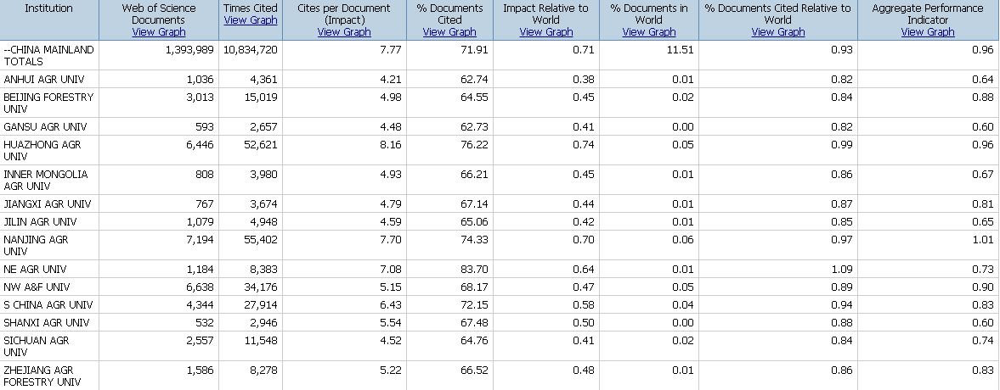 Institution Web of Science Documents View Graph Times Cited View Graph Cites per Document (Impact) View Graph % Documents Cited View Graph Impact Relative to World View Graph % Documents in World View Graph % Documents Cited Relative to World View Graph Aggregate Performance Indicator View Graph
--CHINA MAINLAND TOTALS 1,393,989 10,834,720 7.77 71.91 0.71 11.51 0.93 0.96
ANHUI AGR UNIV 1,036 4,361 4.21 62.74 0.38 0.01 0.82 0.64
BEIJING FORESTRY UNIV 3,013 15,019 4.98 64.55 0.45 0.02 0.84 0.88
GANSU AGR UNIV 593 2,657 4.48 62.73 0.41 0.00 0.82 0.60
HUAZHONG AGR UNIV 6,446 52,621 8.16 76.22 0.74 0.05 0.99 0.96
INNER MONGOLIA AGR UNIV 808 3,980 4.93 66.21 0.45 0.01 0.86 0.67
JIANGXI AGR UNIV 767 3,674 4.79 67.14 0.44 0.01 0.87 0.81
JILIN AGR UNIV 1,079 4,948 4.59 65.06 0.42 0.01 0.85 0.65
NANJING AGR UNIV 7,194 55,402 7.70 74.33 0.70 0.06 0.97 1.01
NE AGR UNIV 1,184 8,383 7.08 83.70 0.64 0.01 1.09 0.73
NW A&F UNIV 6,638 34,176 5.15 68.17 0.47 0.05 0.89 0.90
S CHINA AGR UNIV 4,344 27,914 6.43 72.15 0.58 0.04 0.94 0.83
SHANXI AGR UNIV 532 2,946 5.54 67.48 0.50 0.00 0.88 0.60
SICHUAN AGR UNIV 2,557 11,548 4.52 64.76 0.41 0.02 0.84 0.74
ZHEJIANG AGR FORESTRY UNIV 1,586 8,278 5.22 66.52 0.48 0.01 0.86 0.83